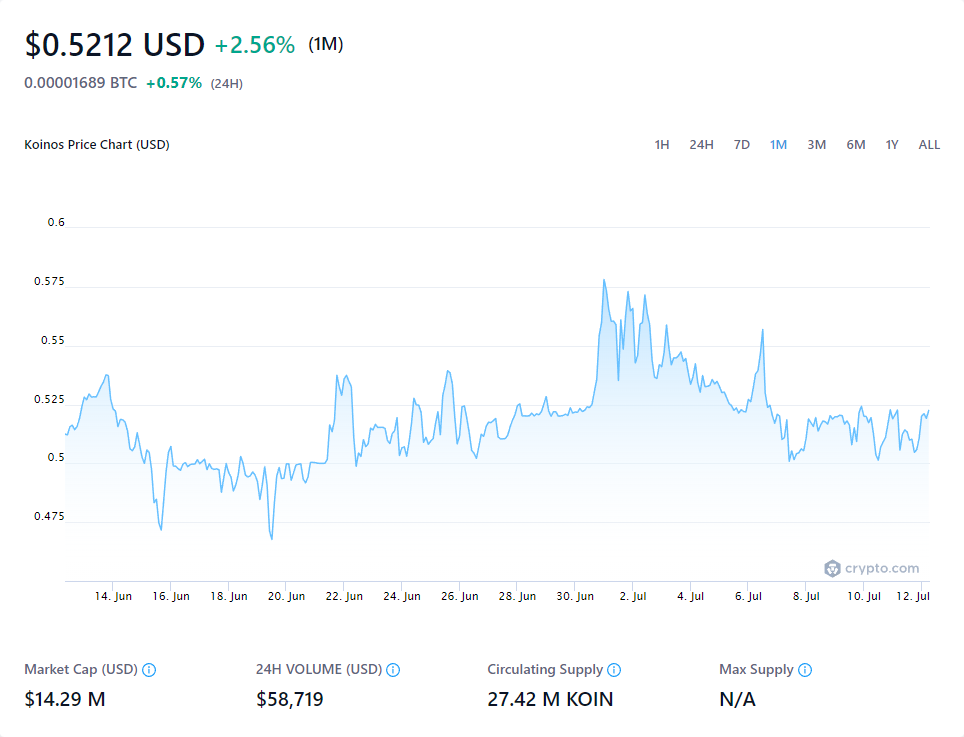 $0.5212 USD +2.56% (1M)
0.00001689 BTC +0.57% (24H)
Koinos Price Chart (USD) 1H 24H 7D 1M 3M 6M 1Y ALL
0.6
0.575
0.55
0.525
0.5
0.475
crypto.com
14. Jun 16. Jun 18. Jun 20. Jun 22. Jun 24. Jun 26. Jun 28. Jun 30. Jun 2. Jul 4. Jul 6. Jul 8. Jul 10. Jul 12. Jul
Market Cap (USD) 24H VOLUME (USD) Circulating Supply Max Supply
$14.29 M $58,719 27.42 M KOIN N/A